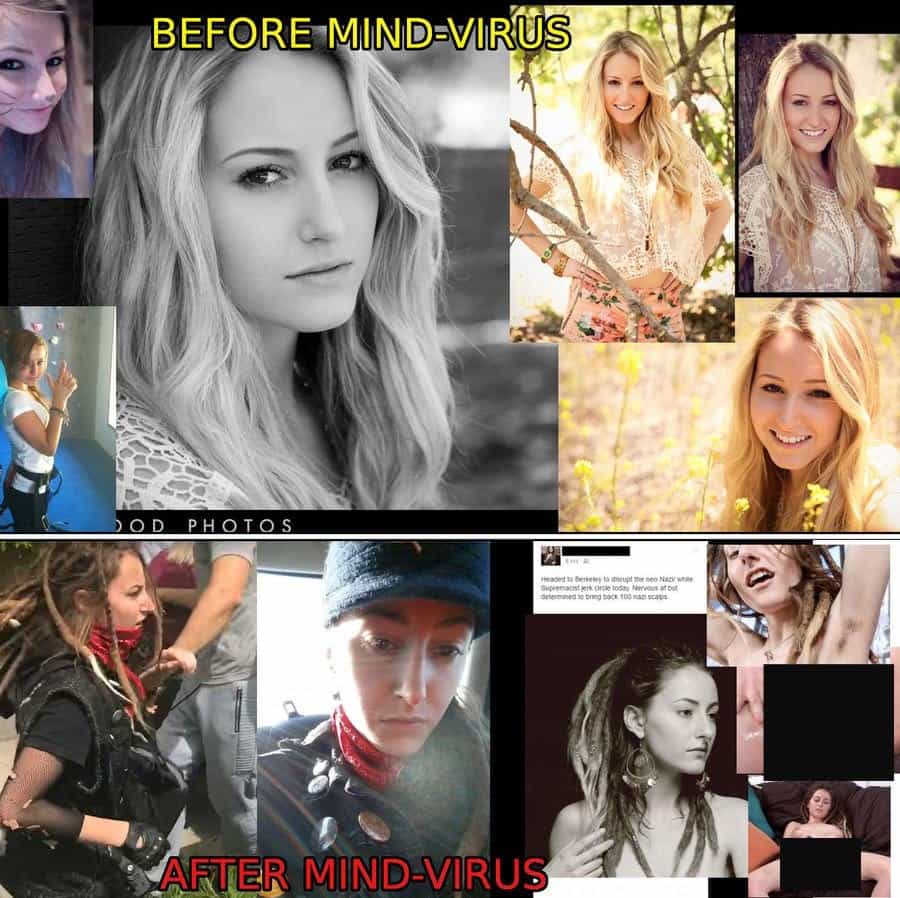 BEFORE MIND-VIRUS
OOD PHOTOS
Headed to Berkeley to disrupt the neo Nazi/ white
Supremacist jerk circle today. Nervous af but
determined to bring back 100 nazi scalps.
AFTER MIND-VIRUS